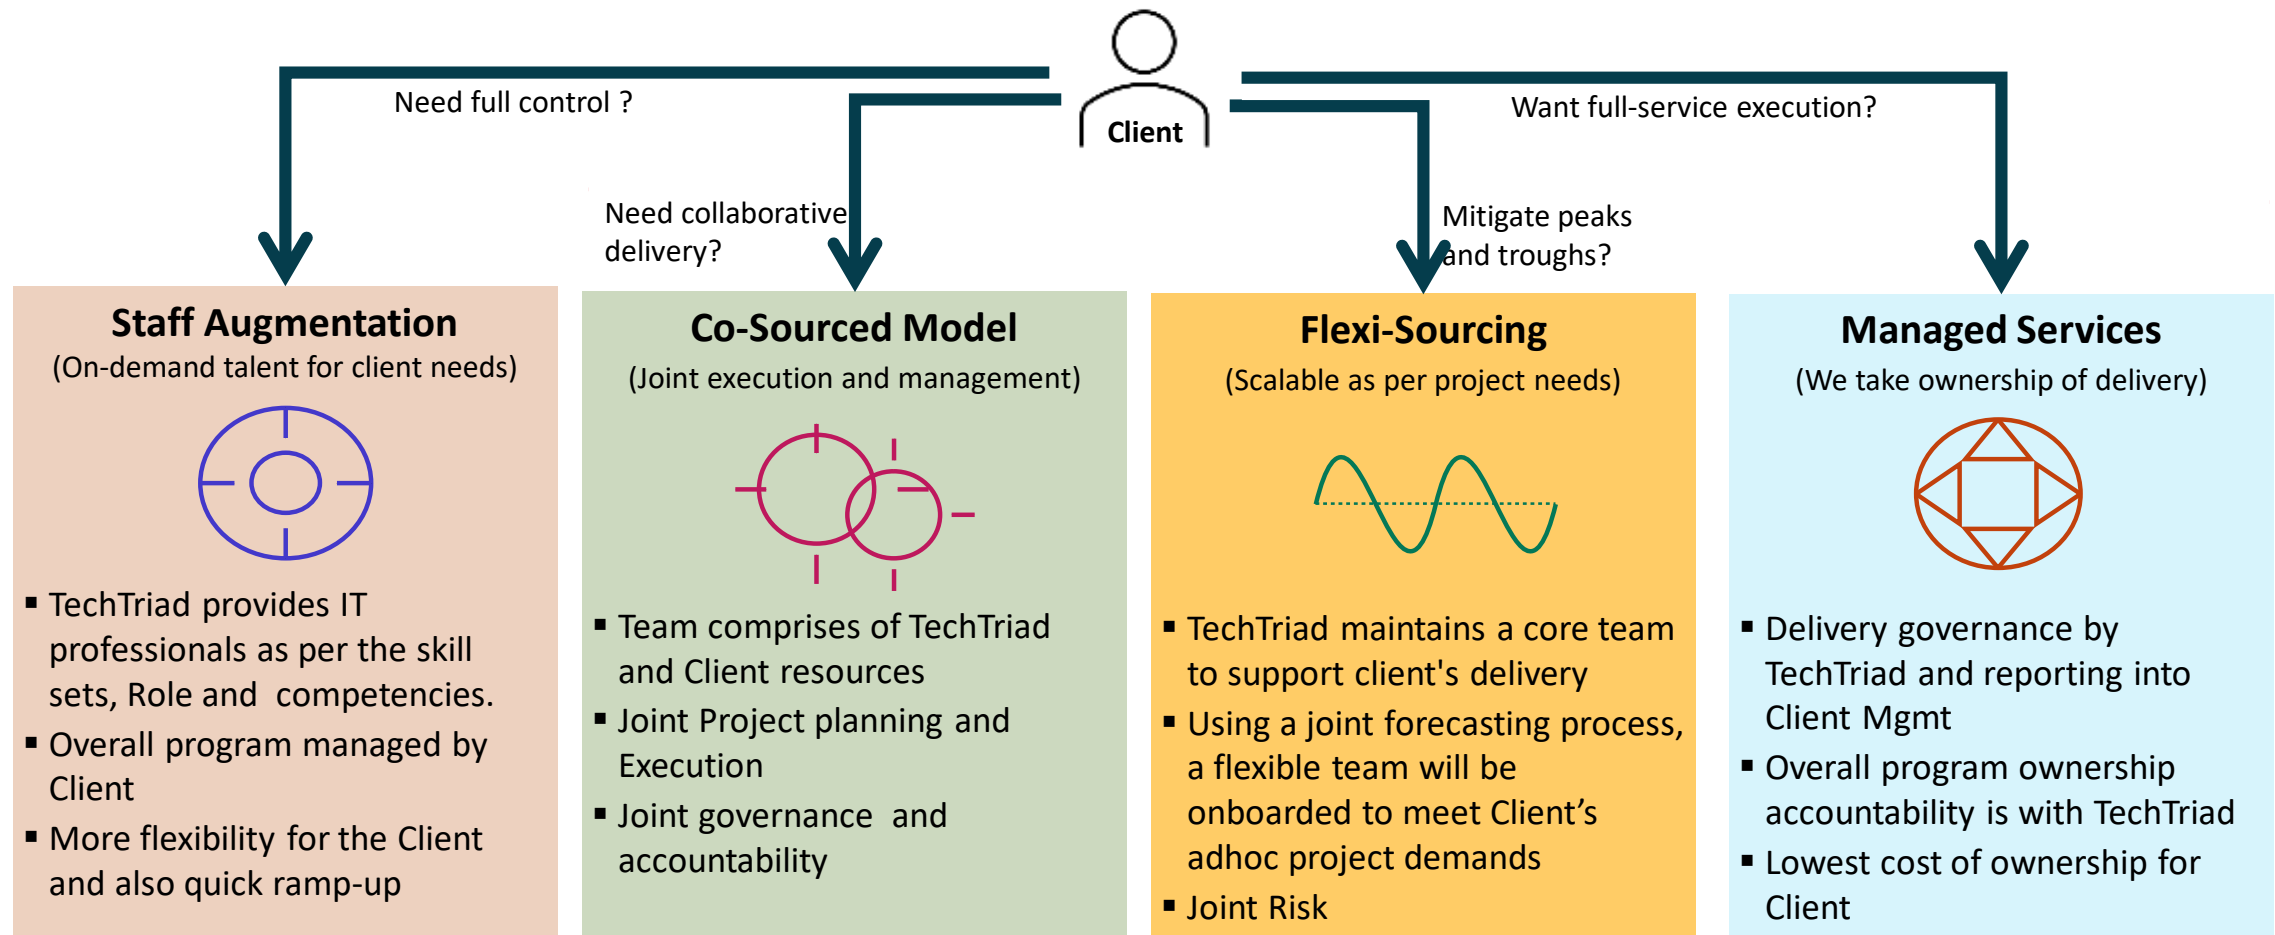 Client
Need full control ?
Want full-service execution?
Need collaborative
delivery?
Mitigate peaks
and troughs?
Staff Augmentation
(On-demand talent for client needs)
▪ TechTriad provides IT
professionals as per the skill
sets, Role and  competencies.
▪ Overall program managed by
Client
▪ More flexibility for the Client
and also quick ramp-up
Co-Sourced Model
(Joint execution and management)
▪ Team comprises of TechTriad
and Client resources
▪ Joint Project planning and
Execution
▪ Joint governance  and
accountability
Flexi-Sourcing
(Scalable as per project needs)
▪ TechTriad maintains a core team
to support client's delivery
▪ Using a joint forecasting process,
a flexible team will be
onboarded to meet Client’s
adhoc project demands
▪ Joint Risk
Managed Services
(We take ownership of delivery)
▪ Delivery governance by
TechTriad and reporting into
Client Mgmt
▪ Overall program ownership
accountability is with TechTriad
▪ Lowest cost of ownership for
Client